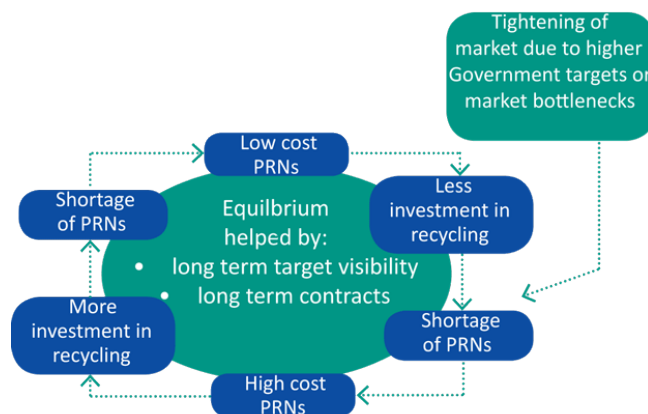 Tightening of
market due to higher
Government targets or
market bottlenecks
Low cost
PRNs
Less
investment in
recycling
Shortage
of PRNs
High cost
PRNs
More
investment in
recycling
Shortage
of PRNs
Equilbrium
helped by:
• long term target visibility
• long term contracts